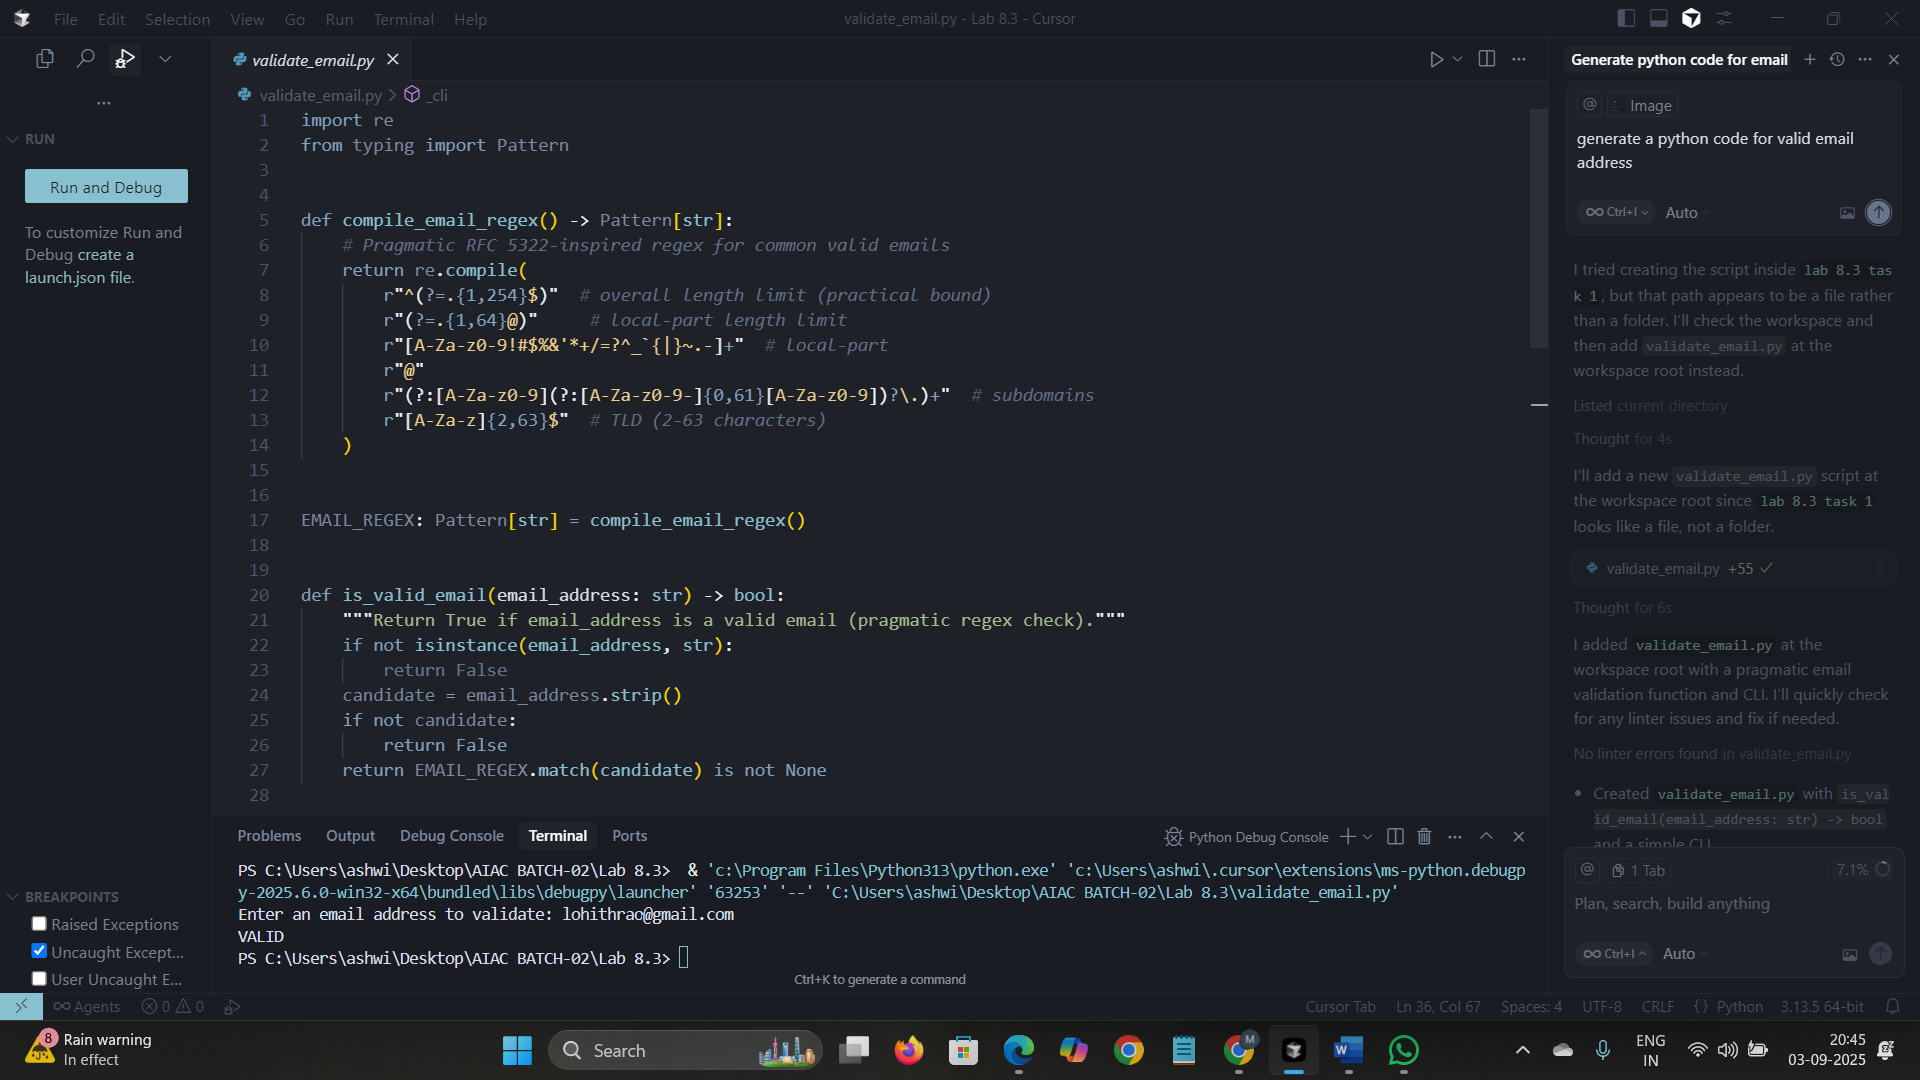 File Edit Selection View Go Run Terminal Help
validate_email.py - Lab 8.3 - Cursor
RUN
Run and Debug
To customize Run and
Debug create a
launch.json file.
BREAKPOINTS
Raised Exceptions
Uncaught Except...
User Uncaught E...
validate_email.py
validate_email.py > _cli
1 import re
2 from typing import Pattern
3
4
5 def compile_email_regex() -> Pattern[str]:
6     # Pragmatic RFC 5322-inspired regex for common valid emails
7     return re.compile(
8         r"^(?=.{1,254}$)"  # overall length limit (practical bound)
9         r"(?=.{1,64}@)"     # local-part length limit
10         r"[A-Za-z0-9!#$%&'*+/=?^_`{|}~.-]+"  # local-part
11         r"@"
12         r"(?:[A-Za-z0-9](?:[A-Za-z0-9-]{0,61}[A-Za-z0-9])?\.)+"  # subdomains
13         r"[A-Za-z]{2,63}$"  # TLD (2-63 characters)
14     )
15
16
17 EMAIL_REGEX: Pattern[str] = compile_email_regex()
18
19
20 def is_valid_email(email_address: str) -> bool:
21     """Return True if email_address is a valid email (pragmatic regex check)."""
22     if not isinstance(email_address, str):
23         return False
24     candidate = email_address.strip()
25     if not candidate:
26         return False
27     return EMAIL_REGEX.match(candidate) is not None
28
Problems Output Debug Console Terminal Ports
Python Debug Console
PS C:\Users\ashwi\Desktop\AIAC BATCH-02\Lab 8.3>  & 'c:\Program Files\Python313\python.exe' 'c:\Users\ashwi\.cursor\extensions\ms-python.debugp
y-2025.6.0-win32-x64\bundled\libs\debugpy\launcher' '63253' '--' 'C:\Users\ashwi\Desktop\AIAC BATCH-02\Lab 8.3\validate_email.py'
Enter an email address to validate: lohithrao@gmail.com
VALID
PS C:\Users\ashwi\Desktop\AIAC BATCH-02\Lab 8.3>
Ctrl+K to generate a command
Generate python code for email
@ Image
generate a python code for valid email
address
Ctrl+I Auto
I tried creating the script inside lab 8.3 tas
k 1, but that path appears to be a file rather
than a folder. I'll check the workspace and
then add validate_email.py at the
workspace root instead.
Listed current directory
Thought for 4s
I'll add a new validate_email.py script at
the workspace root since lab 8.3 task 1
looks like a file, not a folder.
validate_email.py +55
Thought for 6s
I added validate_email.py at the
workspace root with a pragmatic email
validation function and CLI. I'll quickly check
for any linter issues and fix if needed.
No linter errors found in validate_email.py
• Created validate_email.py with is_val
id_email(email_address: str) -> bool
and a simple CLI
@ 1 Tab 7.1%
Plan, search, build anything
Ctrl+I Auto
Agents 0 0
Cursor Tab Ln 36, Col 67 Spaces: 4 UTF-8 CRLF {} Python 3.13.5 64-bit
8 Rain warning
In effect
Search
M
W
ENG
IN
20:45
03-09-2025